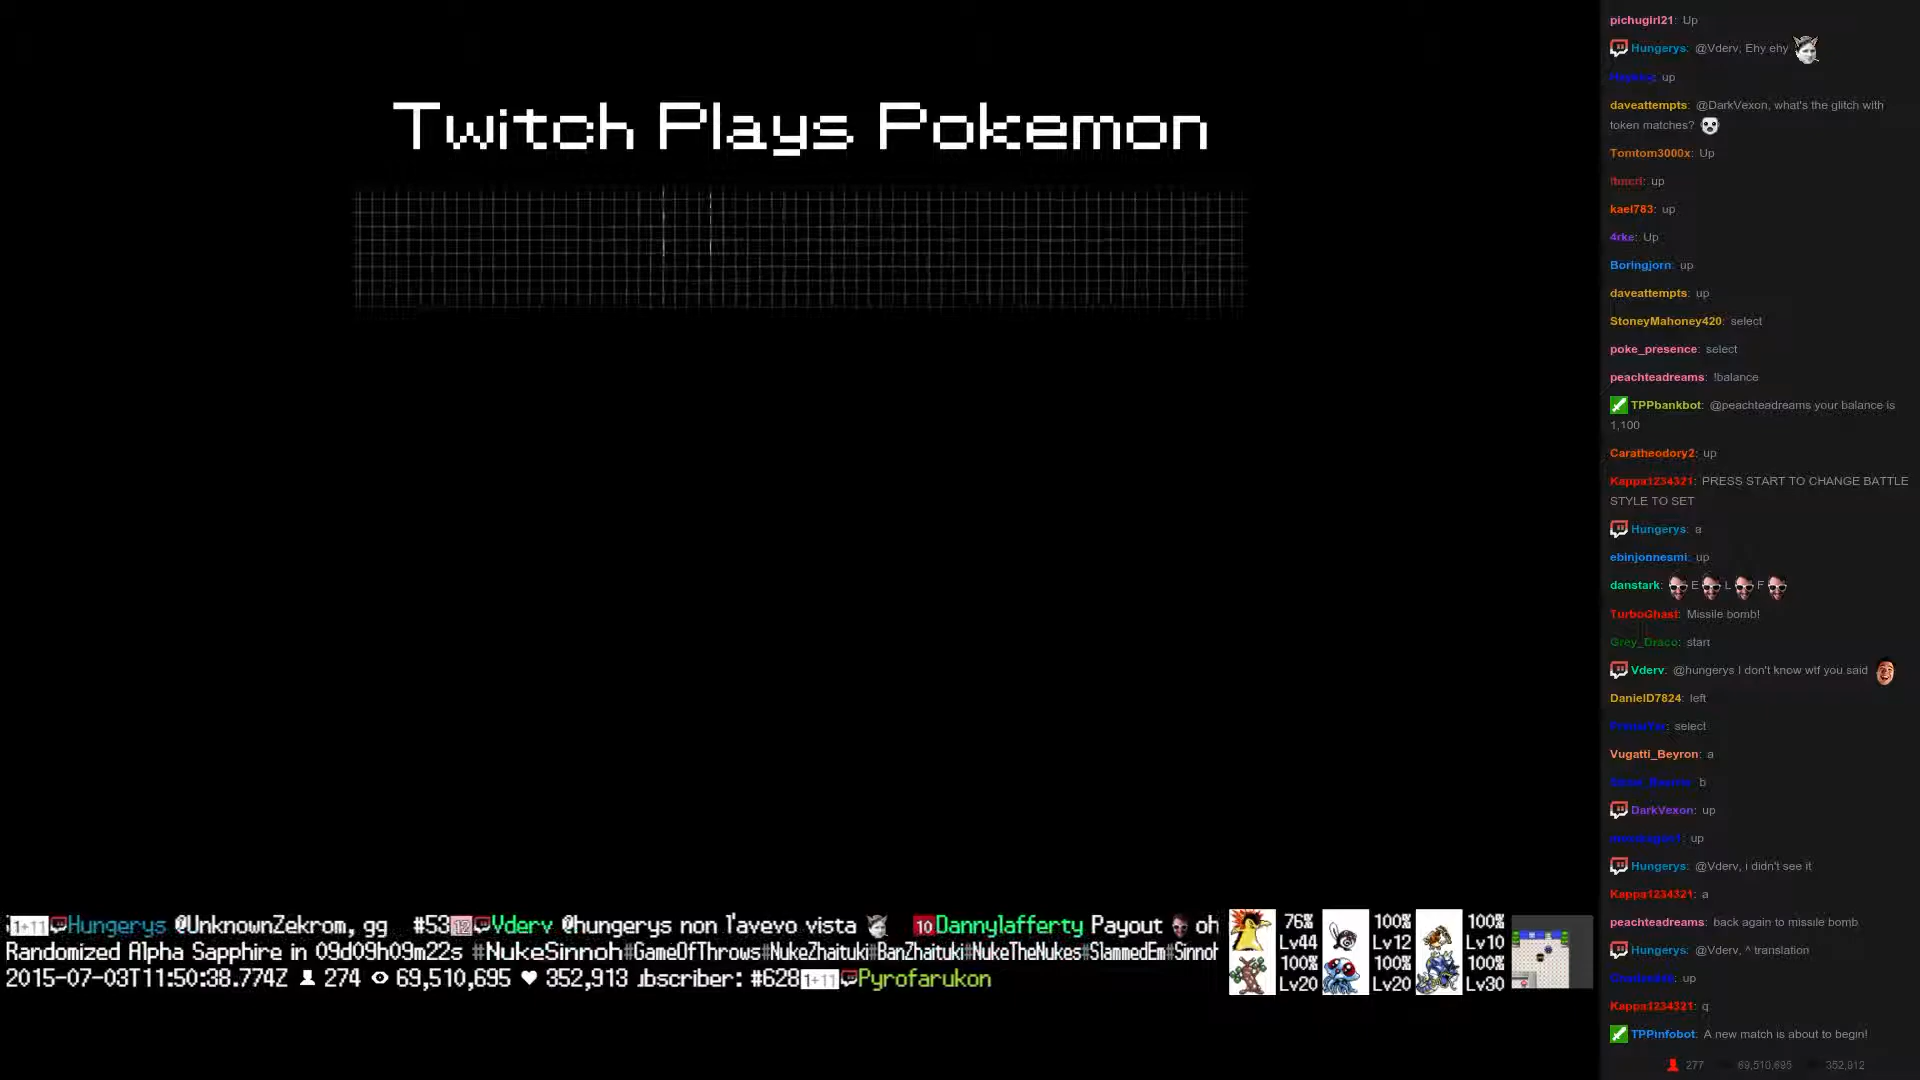 Twitch Plays Pokemon
pichugirl21: Up
Hungerys: @Vderv, Ehy ehy
up
daveattempts: @DarkVexon, what's the glitch with
token matches?
Tomtom3000x: Up
up
kael783: up
4rke: Up
Boringjorn: up
daveattempts: up
StoneyMahoney420: select
poke_presence: select
peachteadreams: !balance
TPPbankbot: @peachteadreams your balance is
1,100
Caratheodory2: up
Kappa1234321: PRESS START TO CHANGE BATTLE
STYLE TO SET
Hungerys: a
ebinjonnesmi: up
danstark: E L F
TurboGhast: Missile bomb!
Grey_Draco: start
Vderv: @hungerys I don't know wtf you said
DanielD7824: left
select
Vugatti_Beyron: a
b
DarkVexon: up
up
Hungerys: @Vderv, i didn't see it
Kappa1234321: a
peachteadreams: back again to missile bomb
Hungerys: @Vderv, ^ translation
up
Kappa1234321: q
TPPinfobot: A new match is about to begin!
277 69,510,695 352,912
1+11 Hungerys @UnknownZekrom, gg #53 12 Vderv @hungerys non l'avevo vista 10 Dannylafferty Payout oh
Randomized Alpha Sapphire in 09d09h09m22s #NukeSinnoh#GameOfThrows#NukeZhaituki#BanZhaituki#NukeTheNukes#SlammedEm#Sinnoh
2015-07-03T11:50:38.774Z 274 69,510,695 352,913 ubscriber: #628 1+11 Pyrofarukon
76% 100% 100%
Lv44 Lv12 Lv10
100% 100% 100%
Lv20 Lv20 Lv30